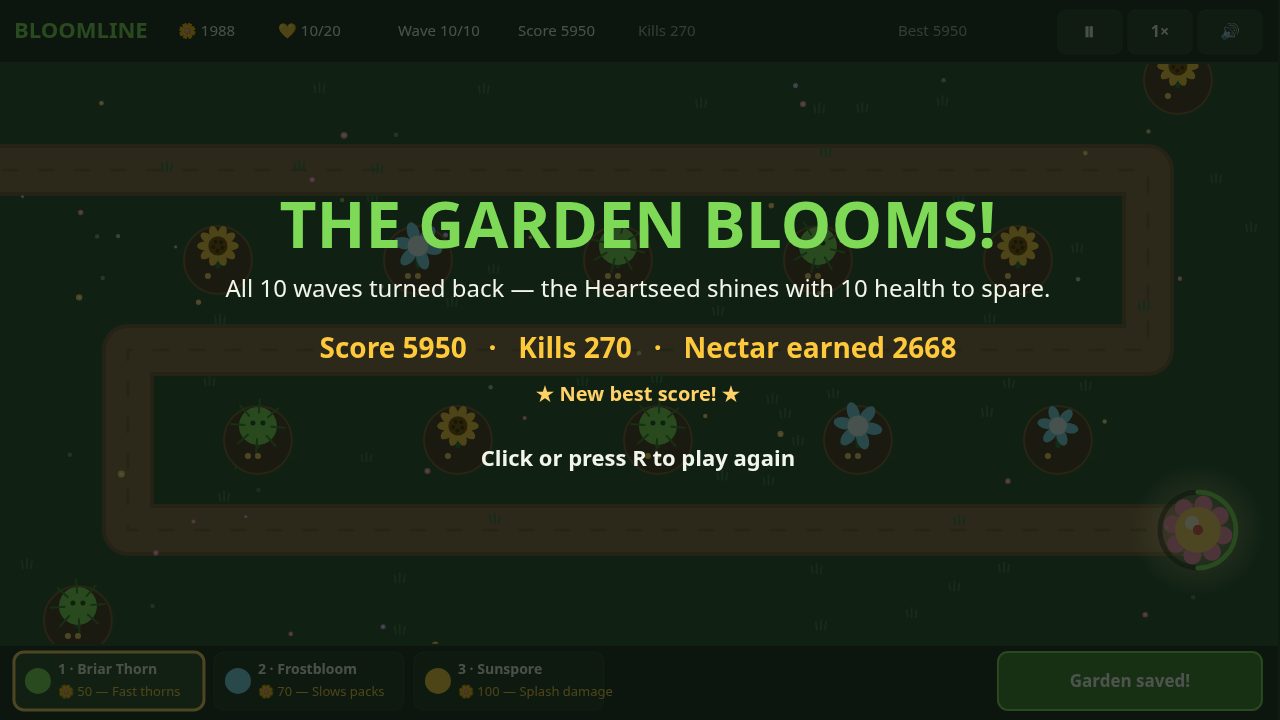 BLOOMLINE 🌼 1988 💛 10/20 Wave 10/10 Score 5950 Kills 270 Best 5950 ⏸ 1× 🔊
THE GARDEN BLOOMS!
All 10 waves turned back — the Heartseed shines with 10 health to spare.
Score 5950 · Kills 270 · Nectar earned 2668
★ New best score! ★
Click or press R to play again
1 · Briar Thorn
🌼 50 — Fast thorns
2 · Frostbloom
🌼 70 — Slows packs
3 · Sunspore
🌼 100 — Splash damage
Garden saved!